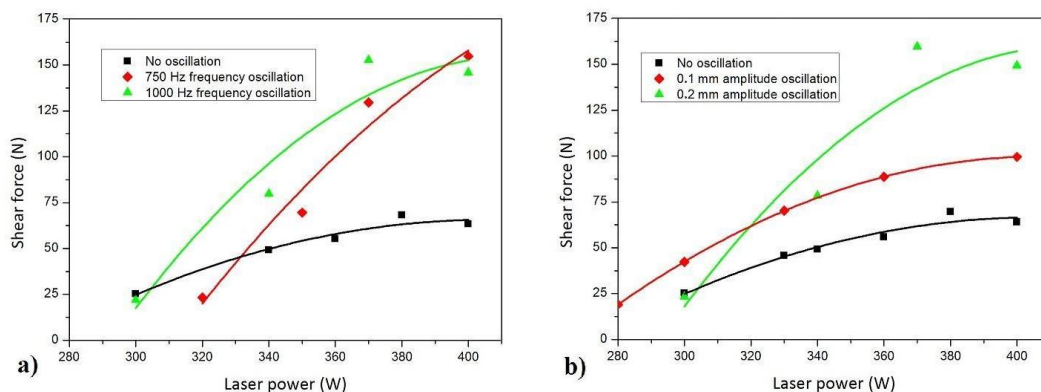 175
150
125
100
75
50
25
0
Shear force (N)
No oscillation
750 Hz frequency oscillation
1000 Hz frequency oscillation
280 300 320 340 360 380 400
Laser power (W)
a)
175
150
125
100
75
50
25
0
Shear force (N)
No oscillation
0.1 mm amplitude oscillation
0.2 mm amplitude oscillation
280 300 320 340 360 380 400
Laser power (W)
b)